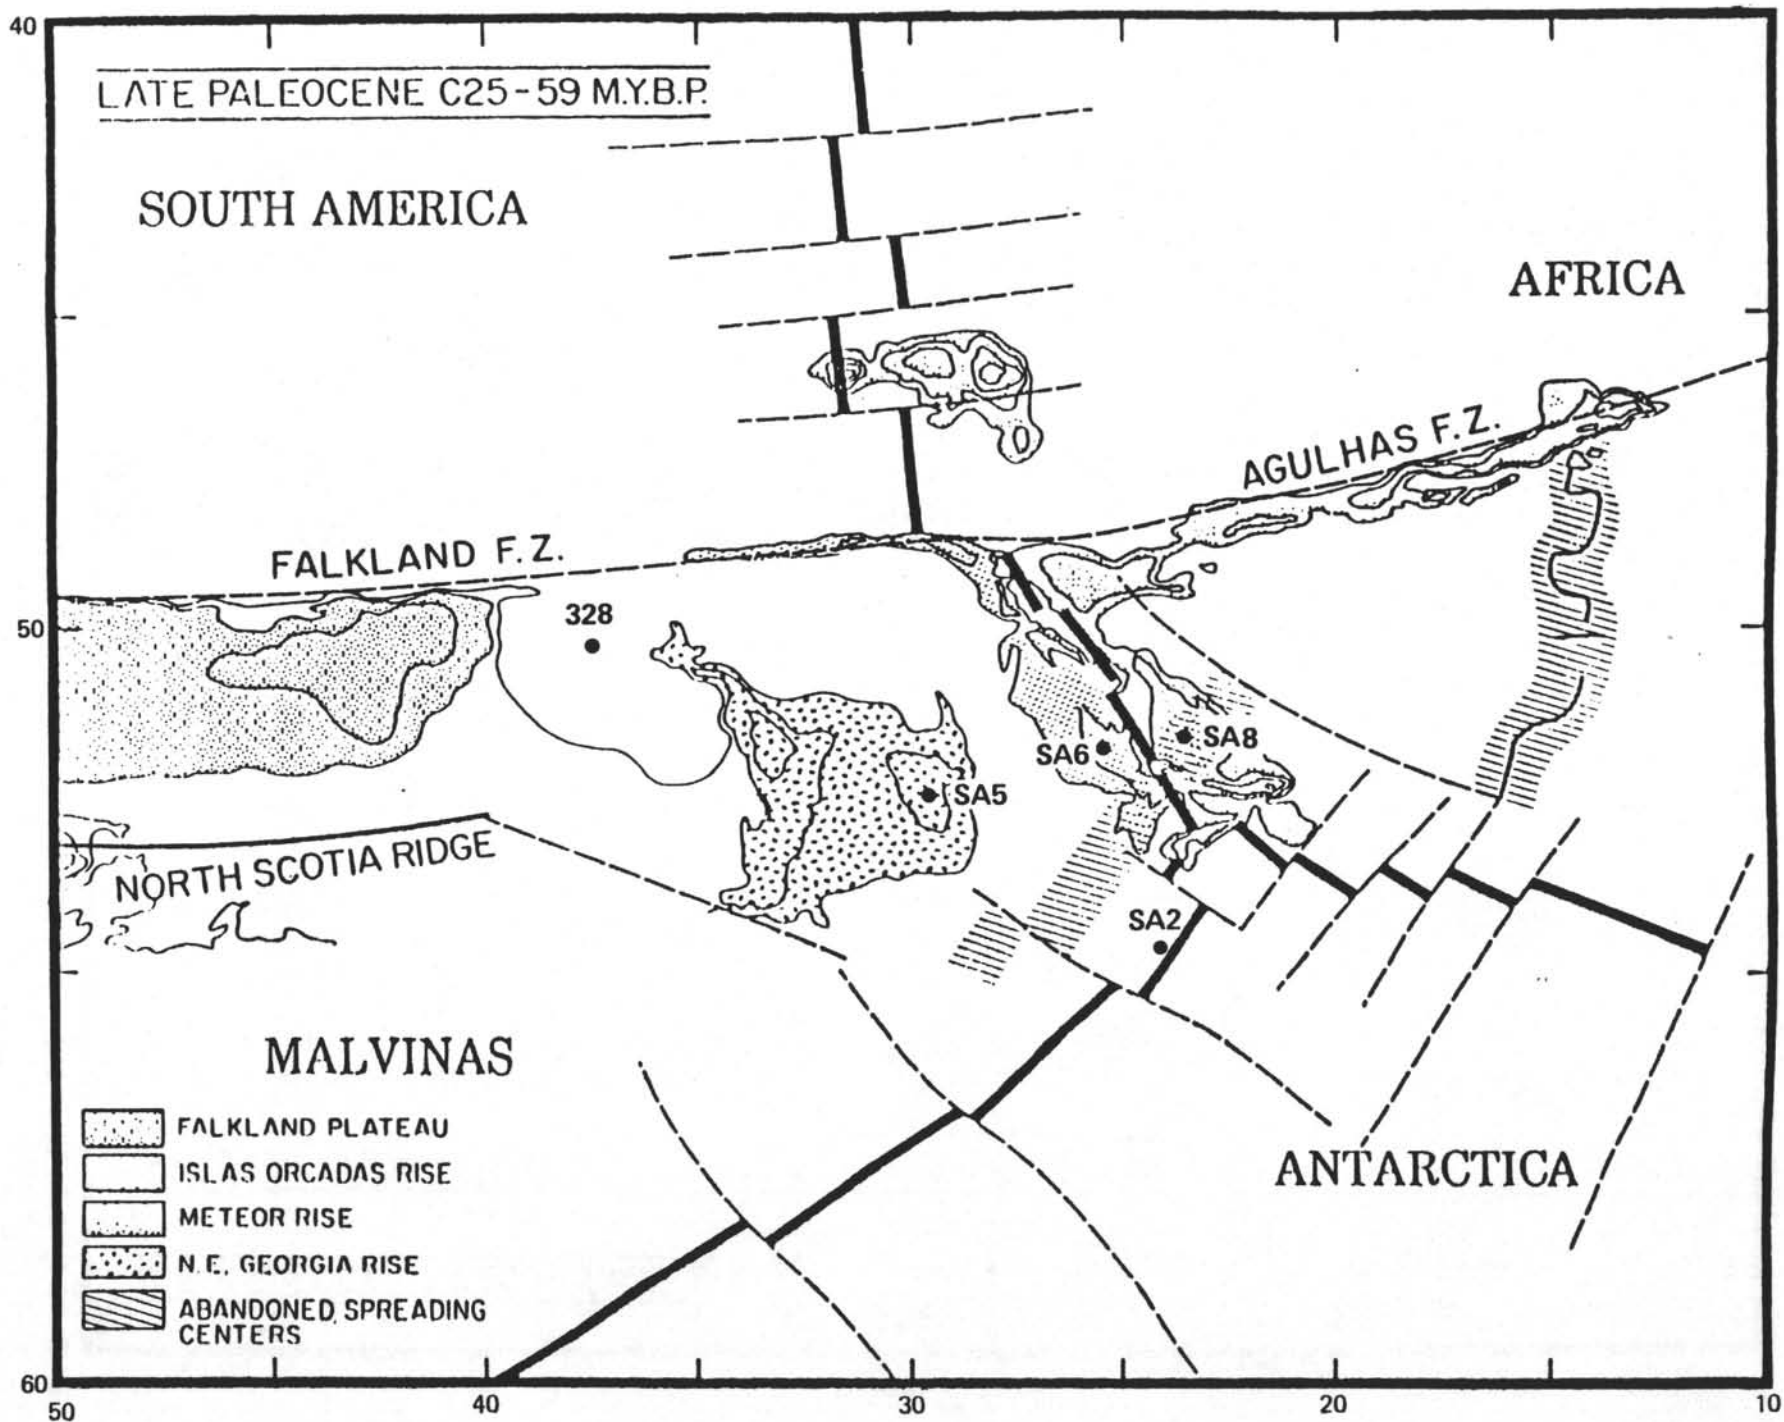 40
LATE PALEOCENE C25-59 M.Y.B.P.
SOUTH AMERICA
AFRICA
AGULHAS F.Z.
FALKLAND F.Z.
50
328
SA6
SA8
SA5
NORTH SCOTIA RIDGE
SA2
MALVINAS
ANTARCTICA
FALKLAND PLATEAU
ISLAS ORCADAS RISE
METEOR RISE
N.E. GEORGIA RISE
ABANDONED SPREADING
CENTERS
60
50 40 30 20 10